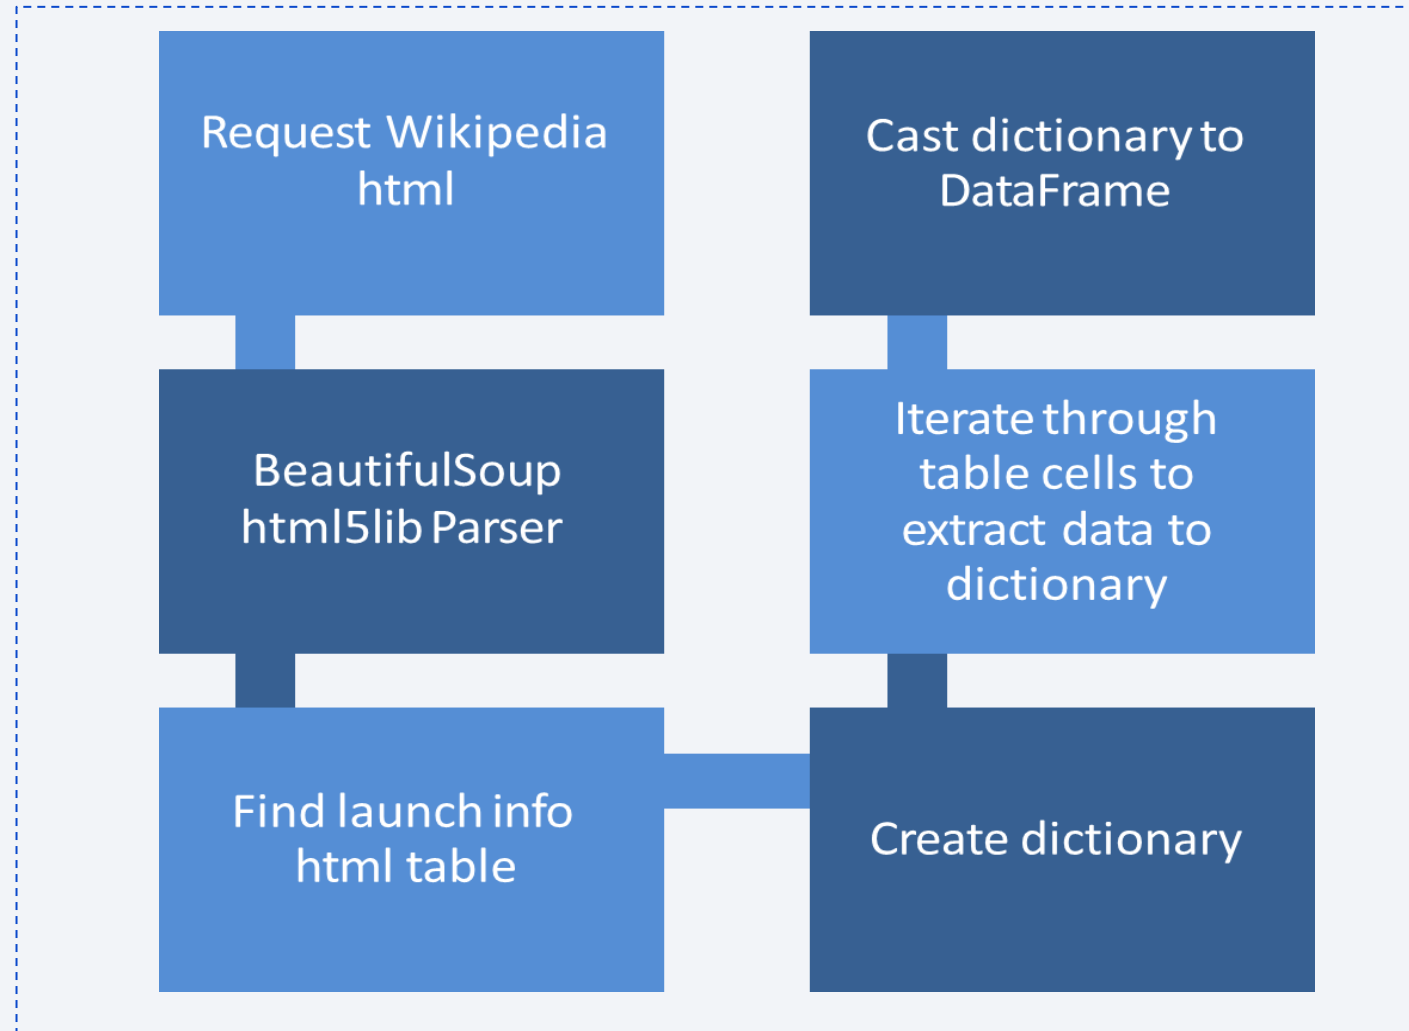 Request Wikipedia
html
BeautifulSoup
html5lib Parser
Find launch info
html table
Create dictionary
Iterate through
table cells to
extract data to
dictionary
Cast dictionary to
DataFrame